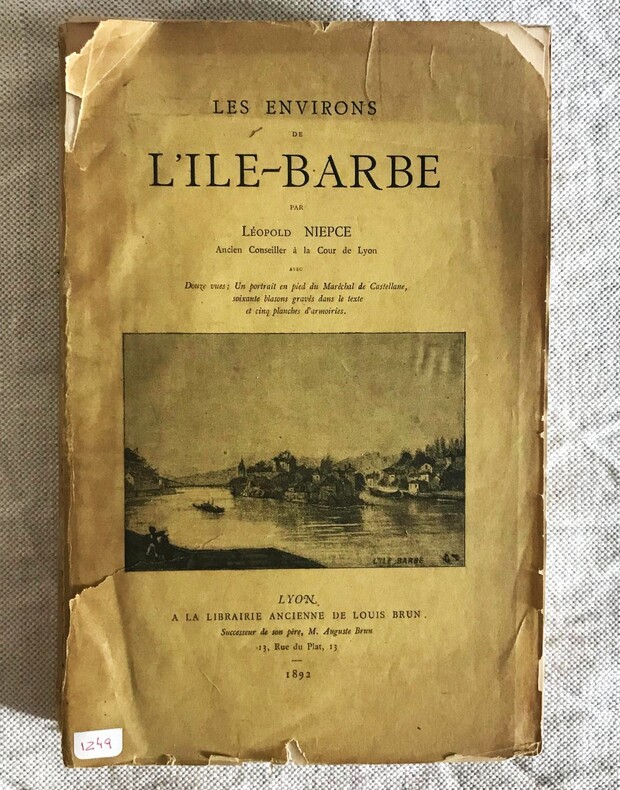 LES ENVIRONS
DE
L'ILE-BARBE
PAR
LÉOPOLD NIEPCE
Ancien Conseiller à la Cour de Lyon
AVEC
Douze vues; Un portrait en pied du Maréchal de Castellane,
soixante blasons gravés dans le texte
et cinq planches d'armoiries.
L'ILE BARBE
LYON
A LA LIBRAIRIE ANCIENNE DE LOUIS BRUN.
Successeur de son père, M. Auguste Brun
13, Rue du Plat, 13
1892
1249